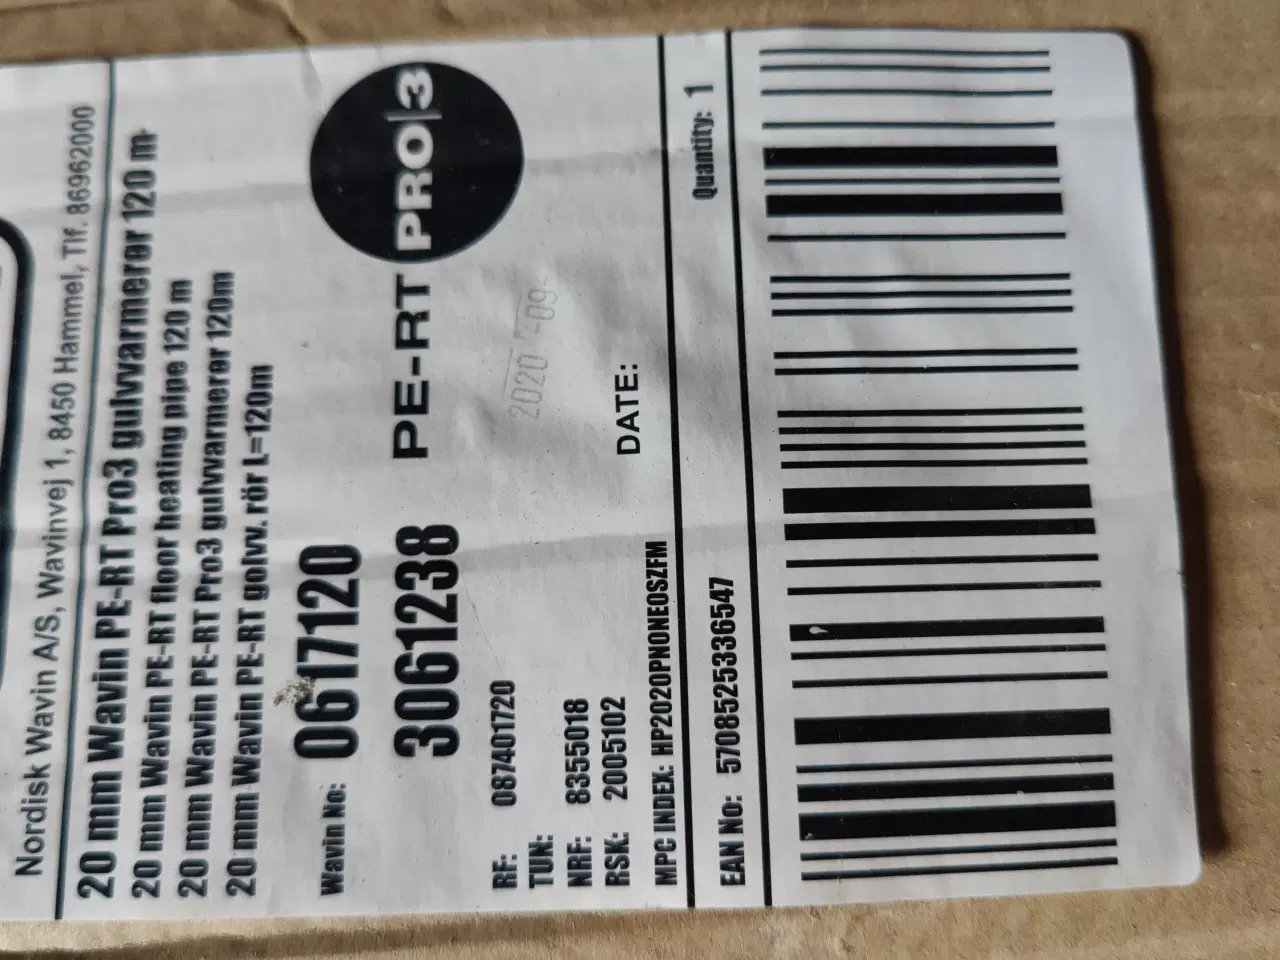 Nordisk Wavin A/S, Wavinvej 1, 8450 Hammel, Tlf. 86962000
20 mm Wavin PE-RT Pro3 gulvvarmerør 120 m
20 mm Wavin PE-RT floor heating pipe 120 m
20 mm Wavin PE-RT Pro3 gulvvarmerør 120m
20 mm Wavin PE-RT golvv. rör L=120m
Wavin No: 0617120
3061238 PE-RT PRO|3
RF: 087401720
2020 -09-
TUN:
NRF: 8355018
RSK: 2005102
DATE:
MPC INDEX: HP2020PNONEOSZFM
EAN No: 5708525336547 Quantity: 1